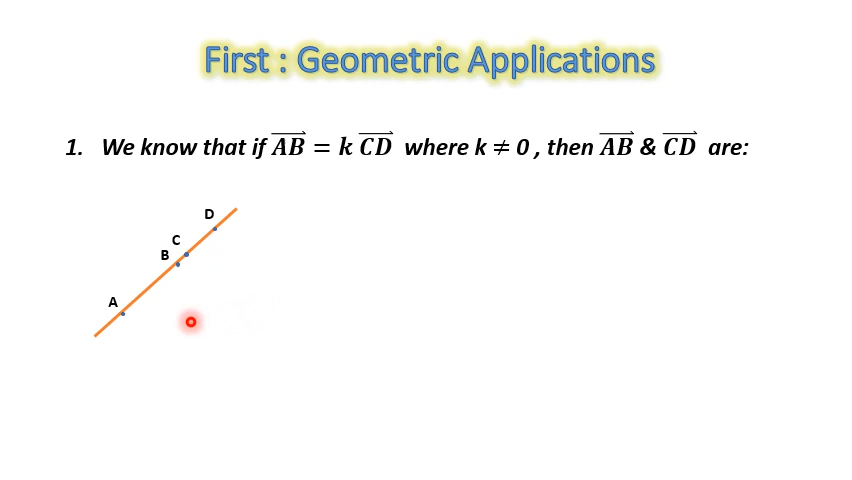 First : Geometric Applications
1. We know that if $\overrightarrow{AB} = k\ \overrightarrow{CD}$ where k ≠ 0 , then $\overrightarrow{AB}$ & $\overrightarrow{CD}$ are:
D
C
B
A